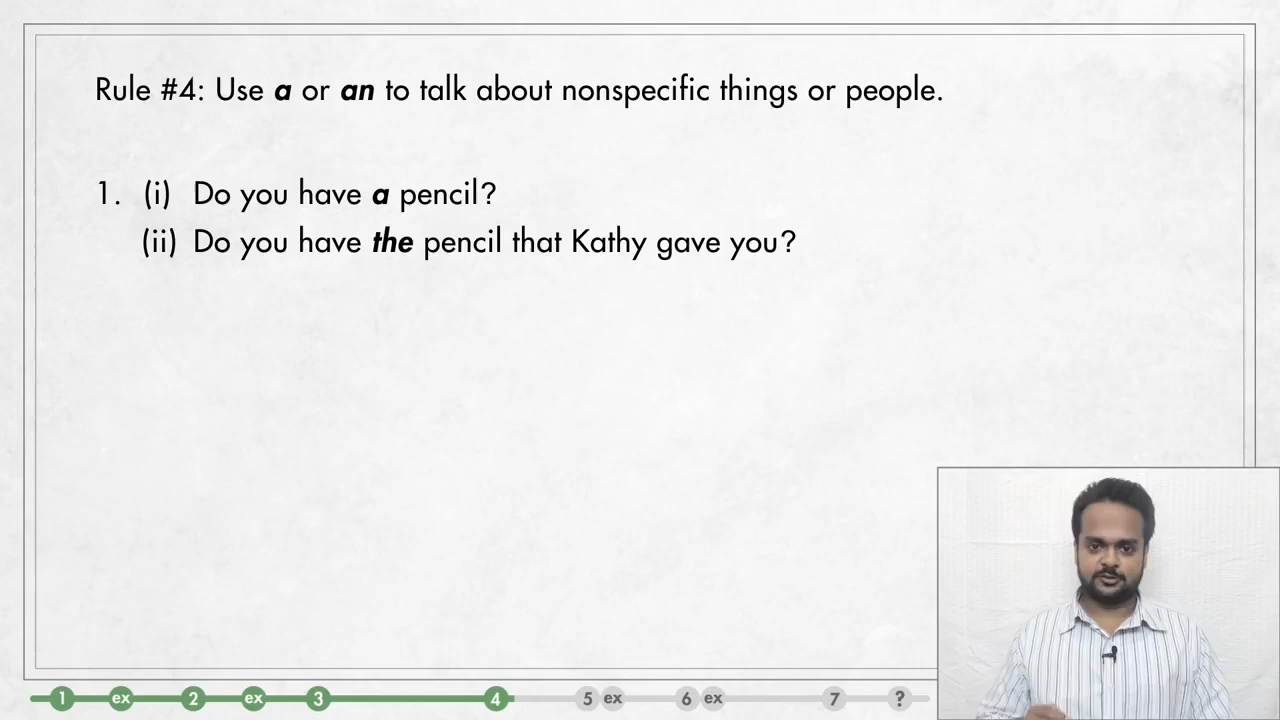 Rule #4: Use a or an to talk about nonspecific things or people.
1. (i) Do you have a pencil?
(ii) Do you have the pencil that Kathy gave you?
1 ex 2 ex 3 4 5 ex 6 ex 7 ?